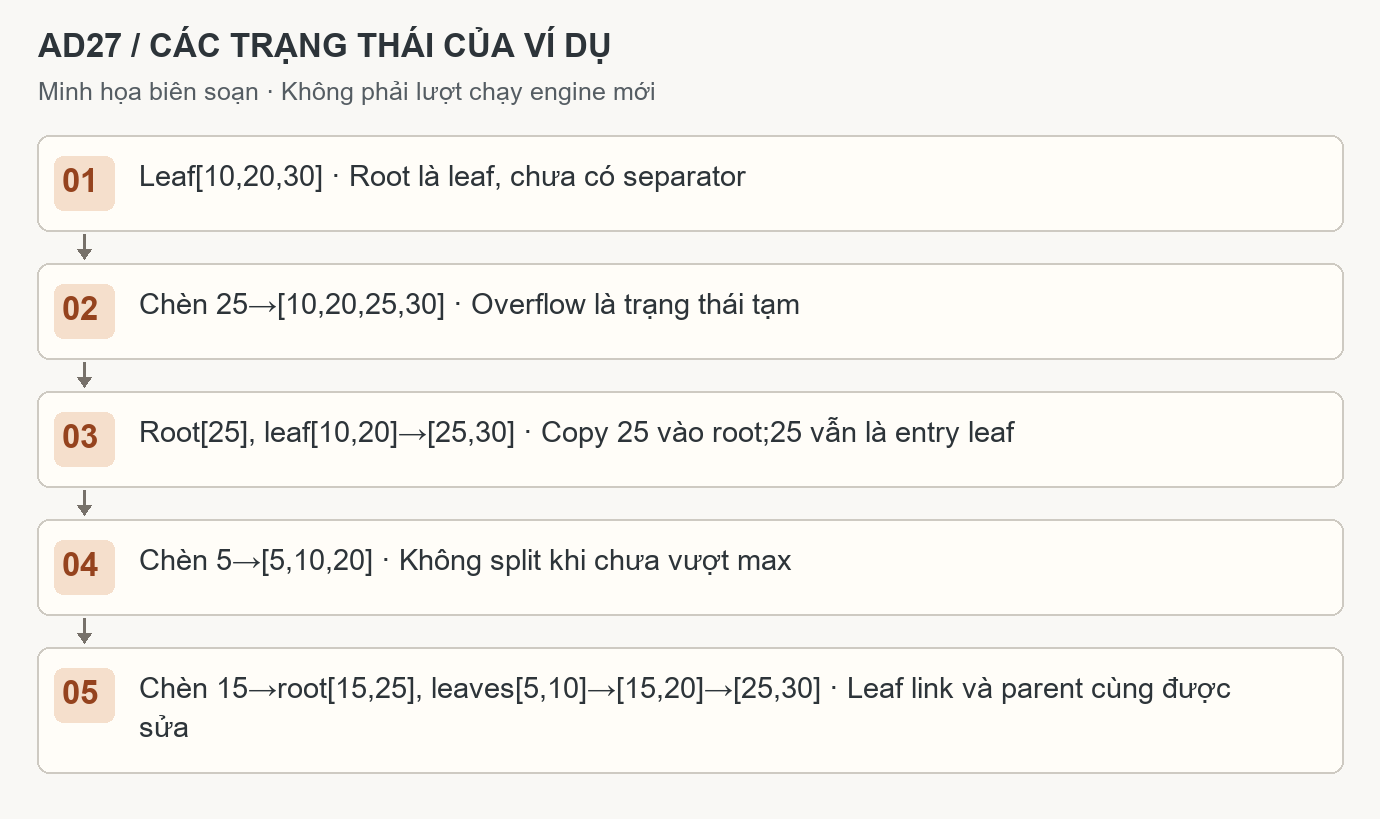 AD27 / CÁC TRẠNG THÁI CỦA VÍ DỤ
Minh họa biên soạn · Không phải lượt chạy engine mới
01
Leaf[10,20,30] · Root là leaf, chưa có separator
02
Chèn 25→[10,20,25,30] · Overflow là trạng thái tạm
03
Root[25], leaf[10,20]→[25,30] · Copy 25 vào root;25 vẫn là entry leaf
04
Chèn 5→[5,10,20] · Không split khi chưa vượt max
05
Chèn 15→root[15,25], leaves[5,10]→[15,20]→[25,30] · Leaf link và parent cùng được
sửa